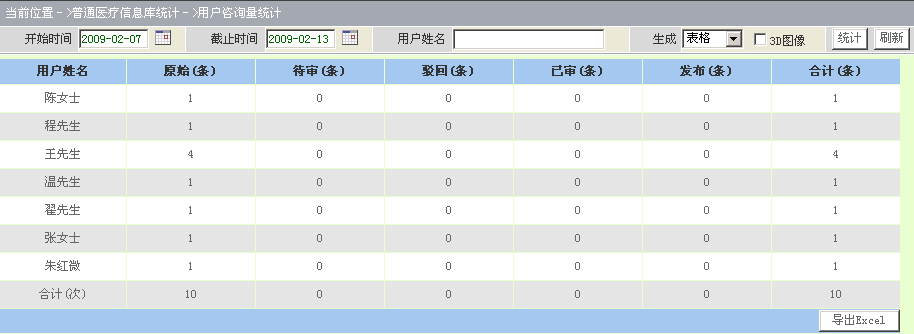 当前位置－＞普通医疗信息库统计－＞用户咨询量统计
开始时间 2009-02-07 截止时间 2009-02-13 用户姓名 生成 表格 3D图像 统计 刷新
用户姓名 原始(条) 待审(条) 驳回(条) 已审(条) 发布(条) 合计(条)
陈女士 1 0 0 0 0 1
程先生 1 0 0 0 0 1
王先生 4 0 0 0 0 4
温先生 1 0 0 0 0 1
翟先生 1 0 0 0 0 1
张女士 1 0 0 0 0 1
朱红微 1 0 0 0 0 1
合计(次) 10 0 0 0 0 10
导出Excel